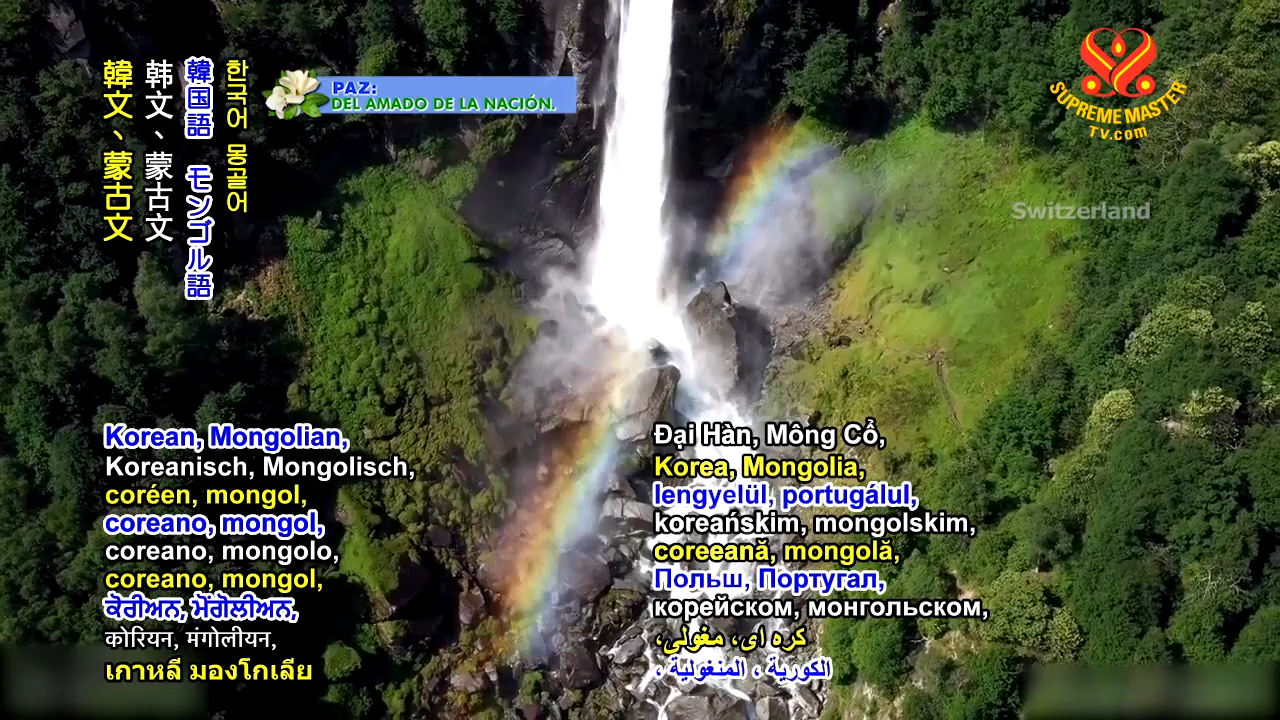 韓文、蒙古文
韩文、蒙古文
韓国語 モンゴル語
한국어 몽골어
PAZ:
DEL AMADO DE LA NACIÓN.
SUPREME MASTER
TV.com
Switzerland
Korean, Mongolian,
Koreanisch, Mongolisch,
coréen, mongol,
coreano, mongol,
coreano, mongolo,
coreano, mongol,
ਕੋਰੀਅਨ, ਮੋਂਗੋਲੀਅਨ,
कोरियन, मंगोलीयन,
เกาหลี มองโกเลีย
Đại Hàn, Mông Cổ,
Korea, Mongolia,
lengyelül, portugálul,
koreańskim, mongolskim,
coreeană, mongolă,
Польш, Португал,
корейском, монгольском,
کره ای، مغولی،
الكورية ، المنغولية ،